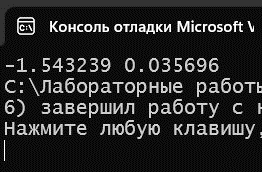 Консоль отладки Microsoft V
-1.543239 0.035696
C:\Лабораторные работы
6) завершил работу с
Нажмите любую клавишу,